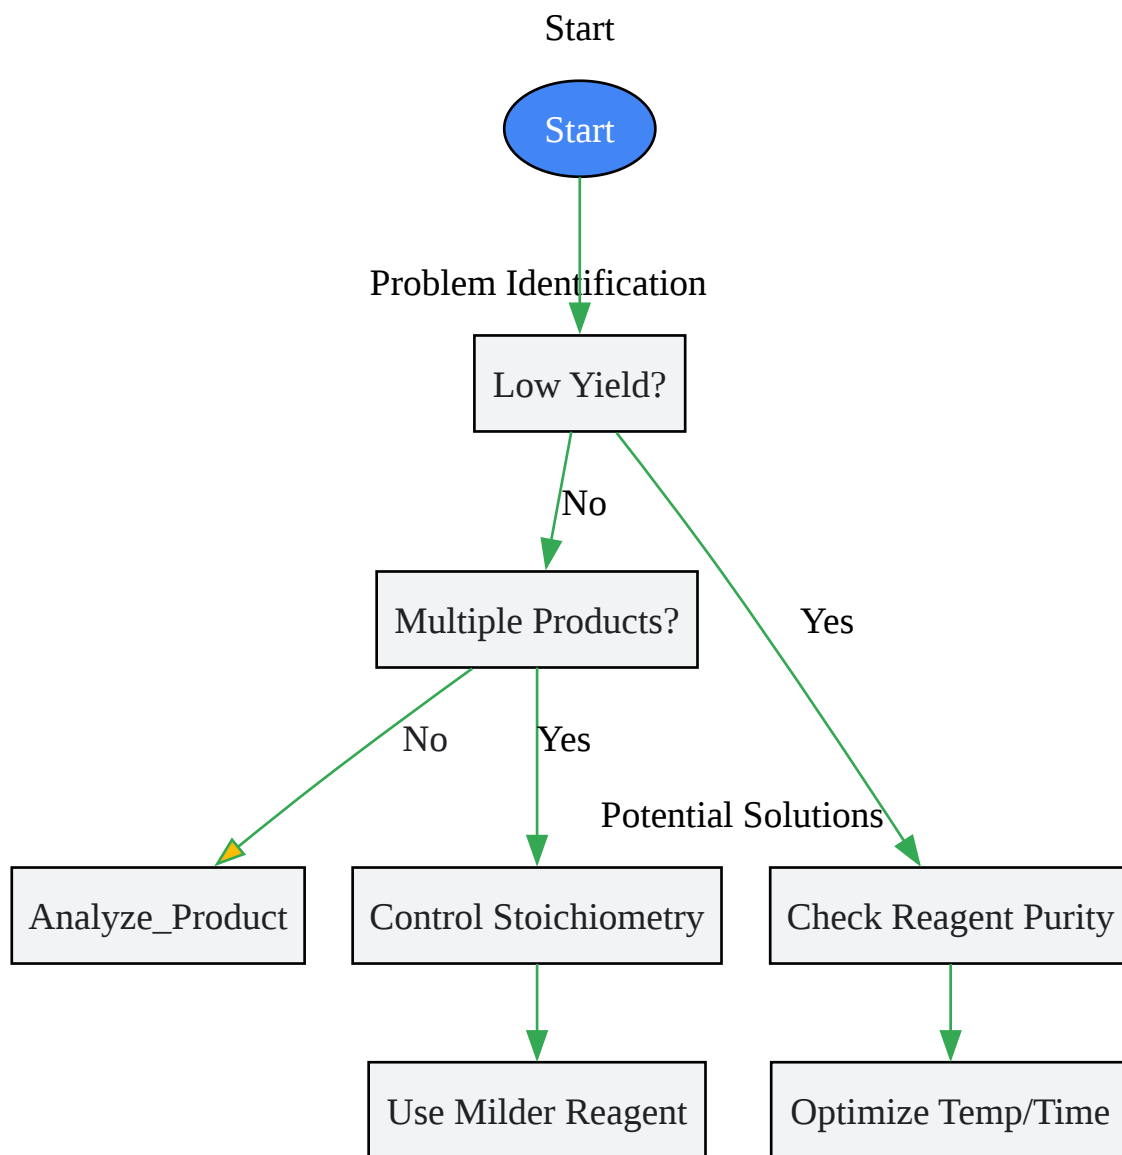 Start
Start
Problem Identification
Low Yield?
No
Multiple Products?
Yes
No
Yes
Potential Solutions
Analyze_Product
Control Stoichiometry
Check Reagent Purity
Use Milder Reagent
Optimize Temp/Time